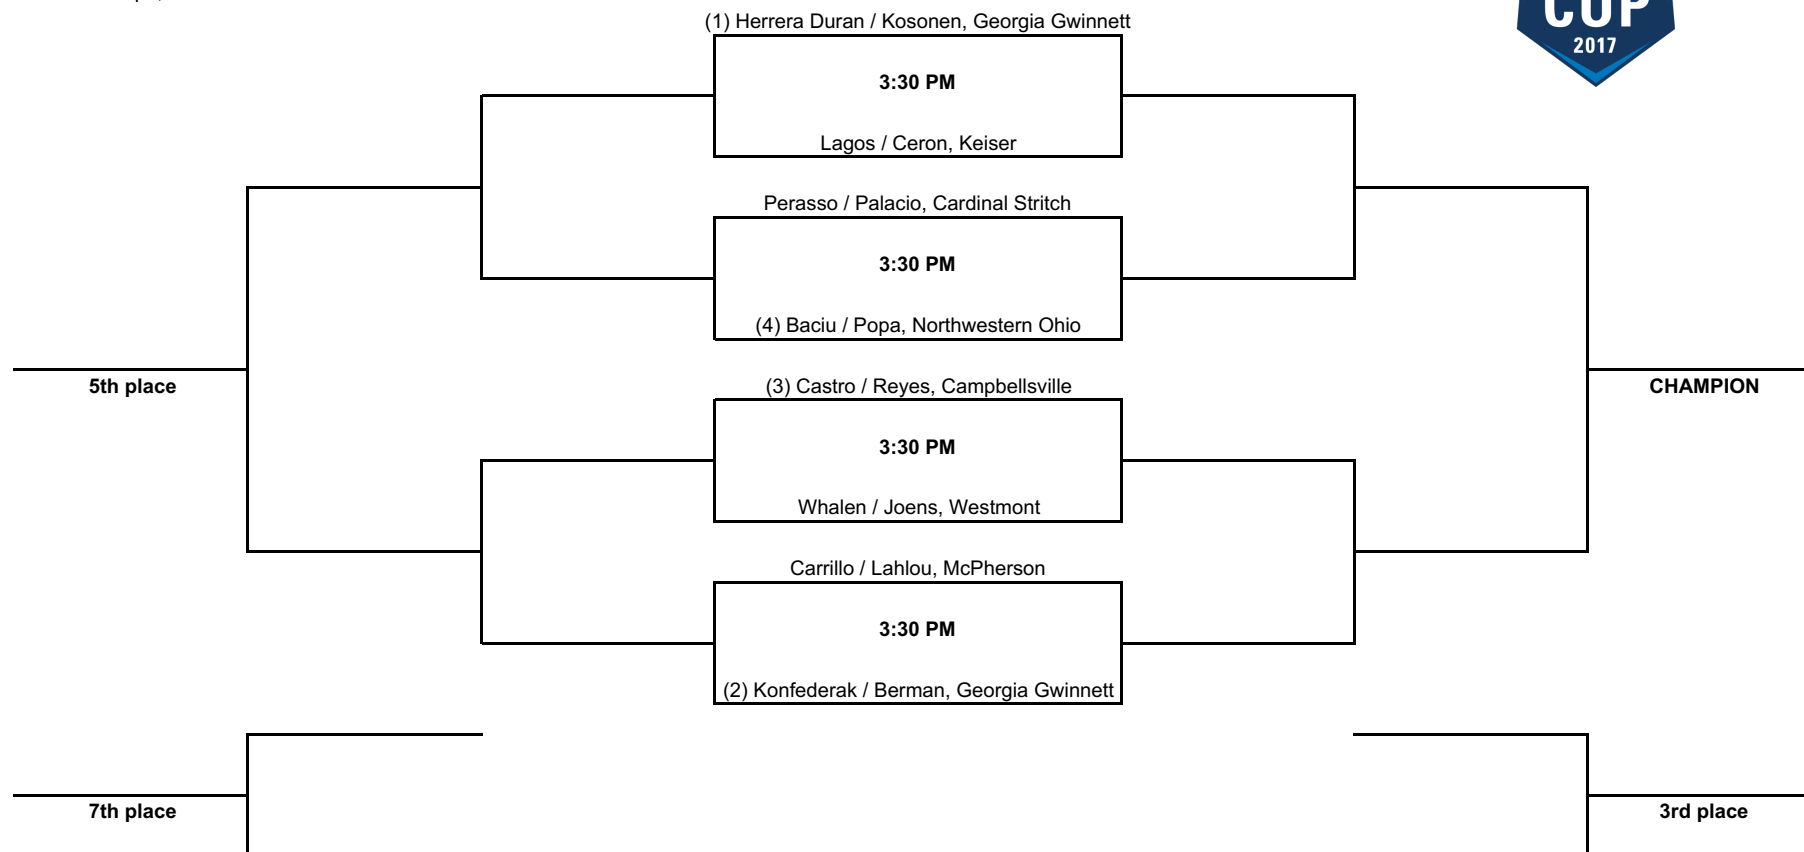 CUP
2017
(1) Herrera Duran / Kosonen, Georgia Gwinnett
3:30 PM
Lagos / Ceron, Keiser
Perasso / Palacio, Cardinal Stritch
3:30 PM
(4) Baciu / Popa, Northwestern Ohio
5th place
(3) Castro / Reyes, Campbellsville
CHAMPION
3:30 PM
Whalen / Joens, Westmont
Carrillo / Lahlou, McPherson
3:30 PM
(2) Konfederak / Berman, Georgia Gwinnett
7th place
3rd place